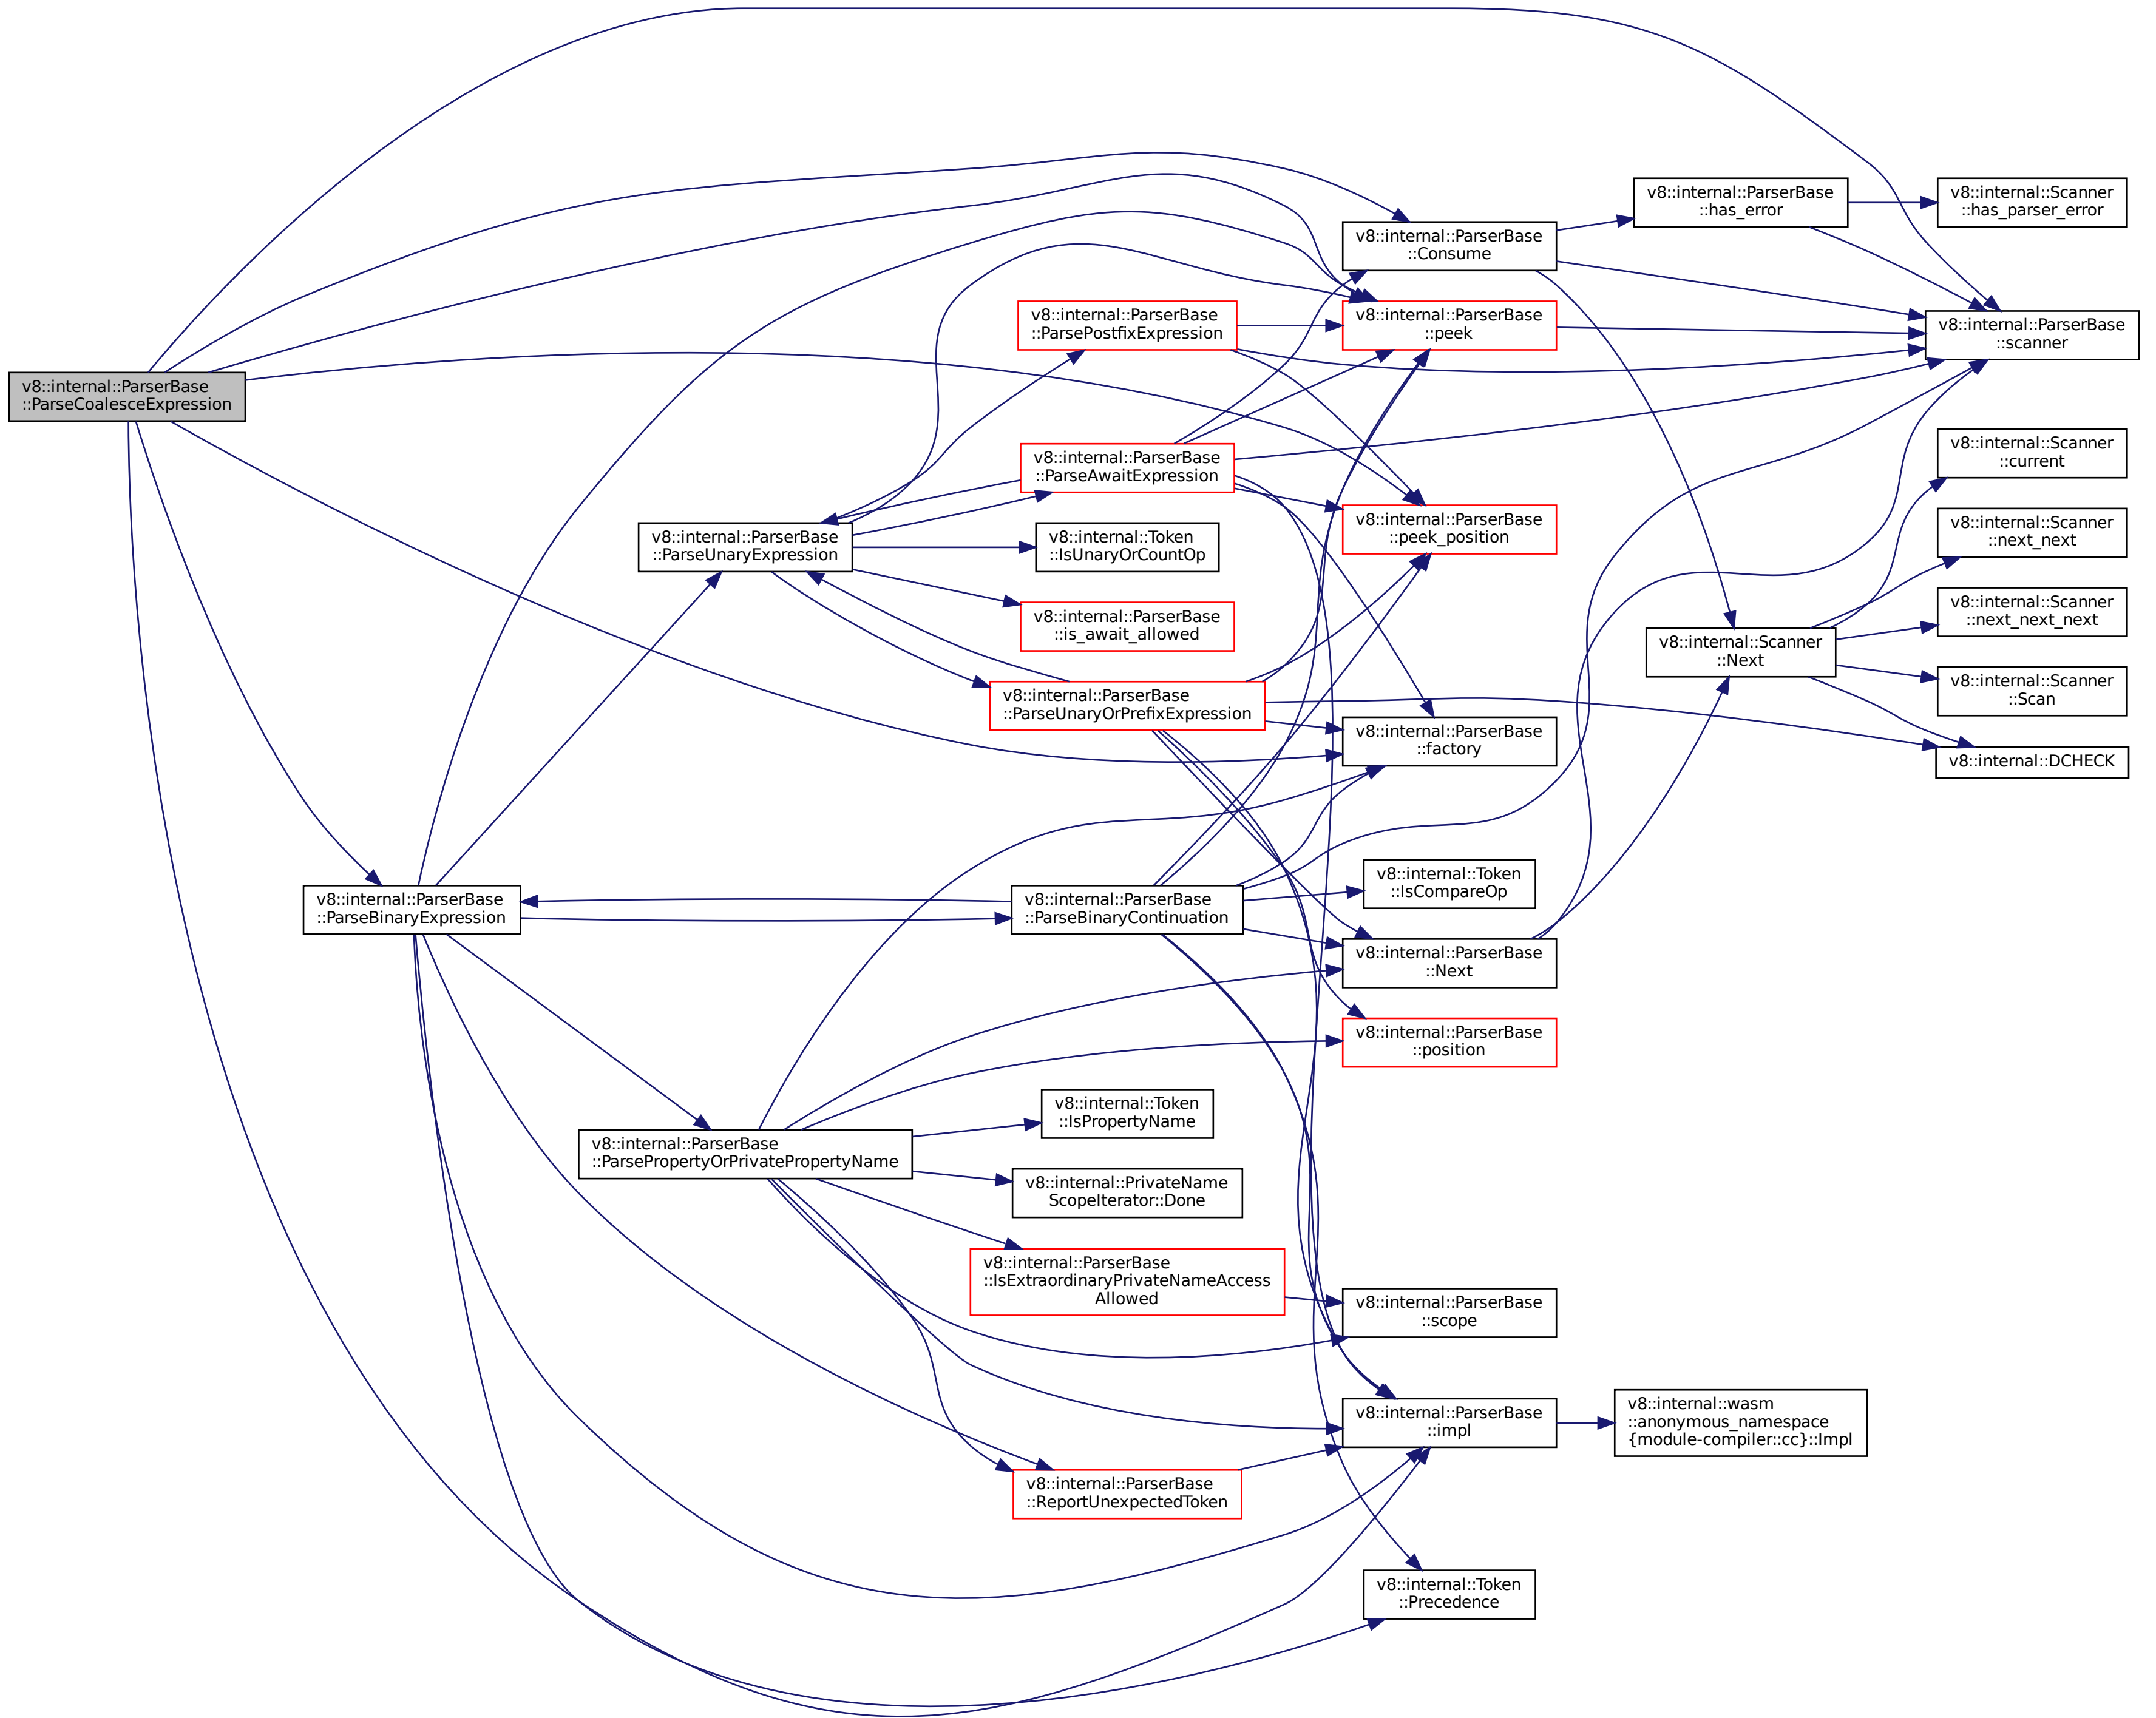 v8::internal::ParserBase
::ParseCoalesceExpression
v8::internal::ParserBase
::ParseBinaryExpression
v8::internal::ParserBase
::ParseUnaryExpression
v8::internal::ParserBase
::ParsePropertyOrPrivatePropertyName
v8::internal::ParserBase
::ParsePostfixExpression
v8::internal::ParserBase
::ParseAwaitExpression
v8::internal::Token
::IsUnaryOrCountOp
v8::internal::ParserBase
::is_await_allowed
v8::internal::ParserBase
::ParseUnaryOrPrefixExpression
v8::internal::ParserBase
::ParseBinaryContinuation
v8::internal::Token
::IsPropertyName
v8::internal::PrivateName
ScopeIterator::Done
v8::internal::ParserBase
::IsExtraordinaryPrivateNameAccess
Allowed
v8::internal::ParserBase
::ReportUnexpectedToken
v8::internal::ParserBase
::Consume
v8::internal::ParserBase
::peek
v8::internal::ParserBase
::peek_position
v8::internal::ParserBase
::factory
v8::internal::Token
::IsCompareOp
v8::internal::ParserBase
::Next
v8::internal::ParserBase
::position
v8::internal::ParserBase
::scope
v8::internal::ParserBase
::impl
v8::internal::Token
::Precedence
v8::internal::ParserBase
::has_error
v8::internal::Scanner
::Next
v8::internal::wasm
::anonymous_namespace
{module-compiler::cc}::Impl
v8::internal::Scanner
::has_parser_error
v8::internal::ParserBase
::scanner
v8::internal::Scanner
::current
v8::internal::Scanner
::next_next
v8::internal::Scanner
::next_next_next
v8::internal::Scanner
::Scan
v8::internal::DCHECK